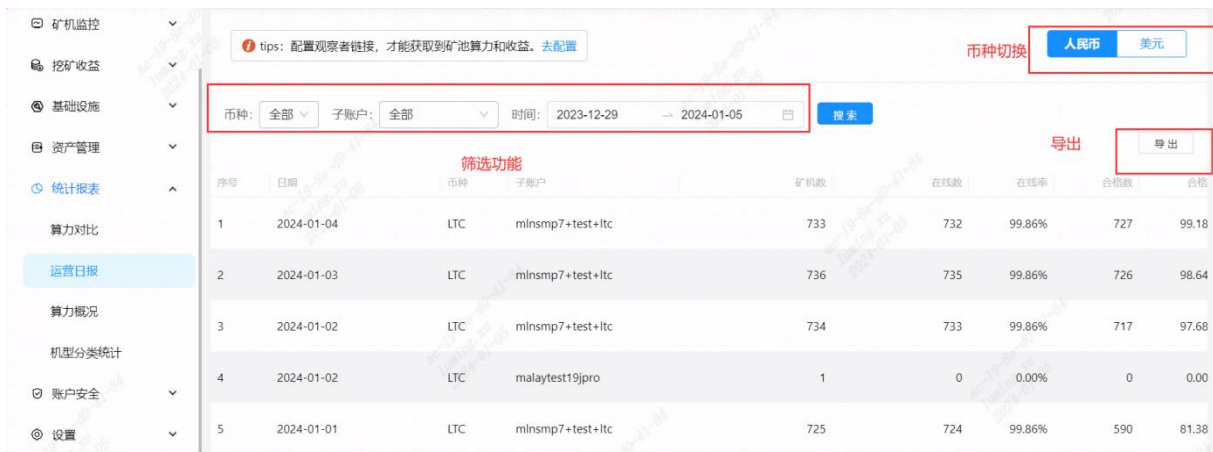 矿机监控
挖矿收益
基础设施
资产管理
统计报表
算力对比
运营日报
算力概况
机型分类统计
账户安全
设置
tips：配置观察者链接，才能获取到矿池算力和收益。去配置
币种切换 人民币 美元
币种： 全部 子账户： 全部 时间： 2023-12-29 → 2024-01-05 搜 索
导出 导 出
筛选功能
序号 日期 币种 子账户 矿机数 在线数 在线率 合格数 合格
1 2024-01-04 LTC mlnsmp7+test+ltc 733 732 99.86% 727 99.18
2 2024-01-03 LTC mlnsmp7+test+ltc 736 735 99.86% 726 98.64
3 2024-01-02 LTC mlnsmp7+test+ltc 734 733 99.86% 717 97.68
4 2024-01-02 LTC malaytest19jpro 1 0 0.00% 0 0.00
5 2024-01-01 LTC mlnsmp7+test+ltc 725 724 99.86% 590 81.38